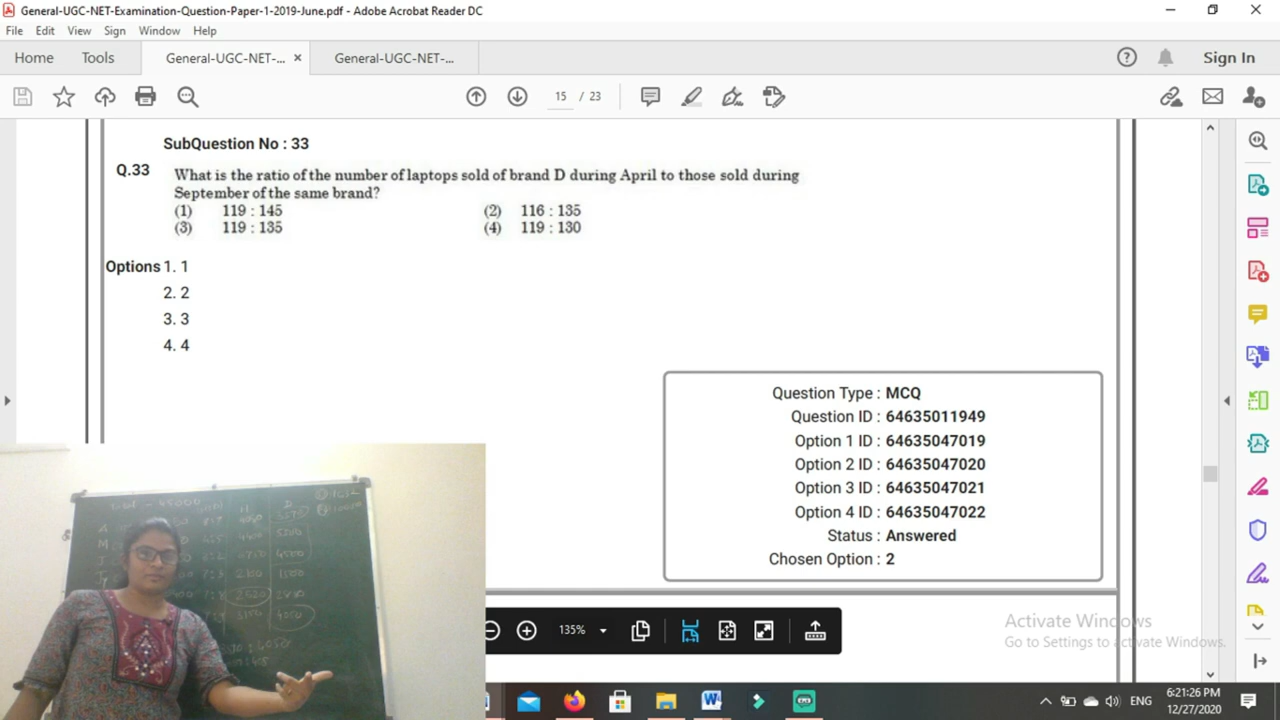 General-UGC-NET-Examination-Question-Paper-1-2019-June.pdf - Adobe Acrobat Reader DC
File Edit View Sign Window Help
Home Tools General-UGC-NET-... × General-UGC-NET-... Sign In
15 / 23
SubQuestion No : 33
Q.33 What is the ratio of the number of laptops sold of brand D during April to those sold during
September of the same brand?
(1) 119 : 145 (2) 116 : 135
(3) 119 : 135 (4) 119 : 130
Options 1. 1
2. 2
3. 3
4. 4
Question Type : MCQ
Question ID : 64635011949
Option 1 ID : 64635047019
Option 2 ID : 64635047020
Option 3 ID : 64635047021
Option 4 ID : 64635047022
Status : Answered
Chosen Option : 2
Total - 45000
A
M
J
J
H
D
2520
4050
135%
Activate Windows
Go to Settings to activate Windows.
ENG
6:21:26 PM
12/27/2020